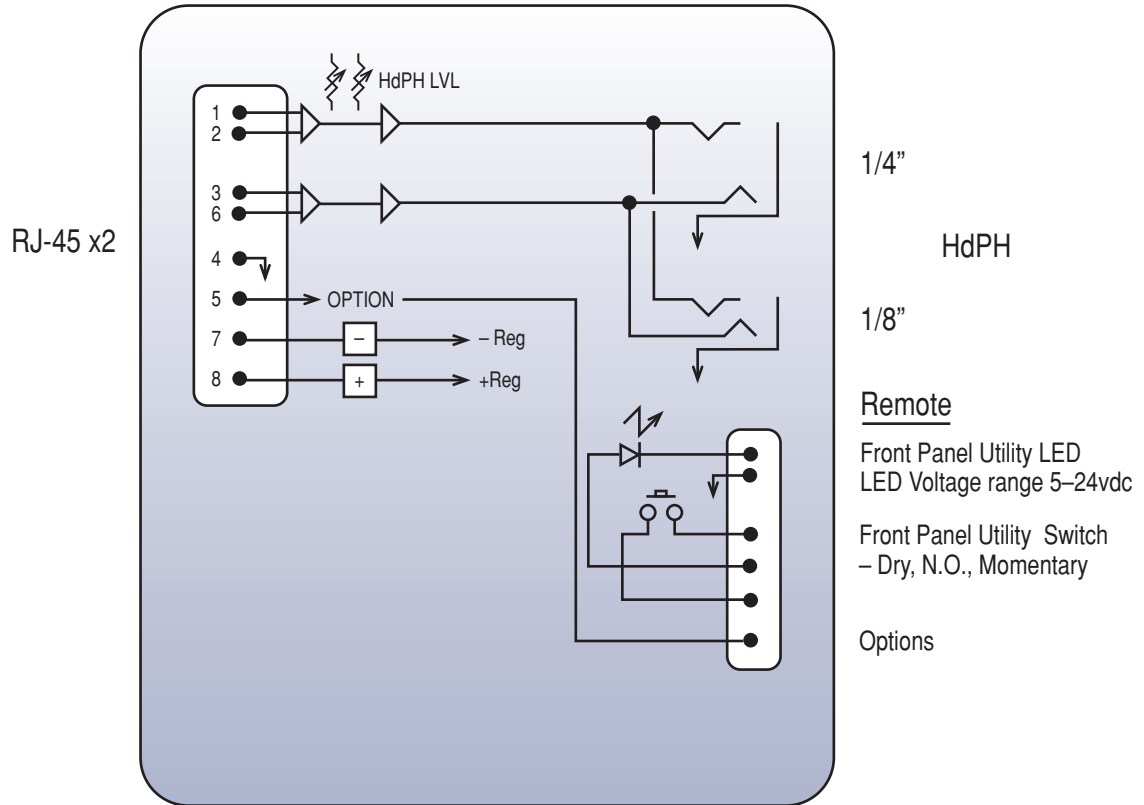 HdPH LVL
1
2
3
6
4
5
7
8
RJ-45 x2
OPTION
−
– Reg
+
+Reg
1/4”
HdPH
1/8”
Remote
Front Panel Utility LED
LED Voltage range 5–24vdc
Front Panel Utility Switch
– Dry, N.O., Momentary
Options